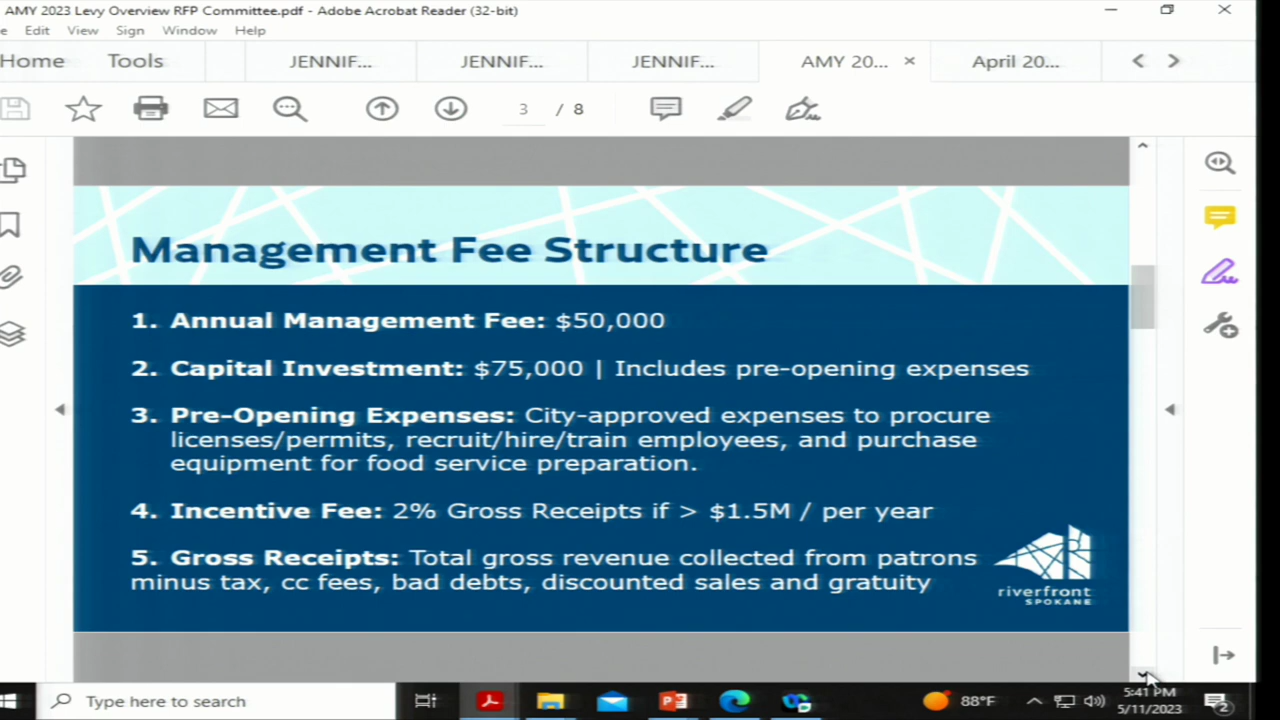 AMY 2023 Levy Overview RFP Committee.pdf - Adobe Acrobat Reader (32-bit)
Edit View Sign Window Help
Home Tools JENNIF... JENNIF... JENNIF... AMY 20... × April 20...
3 / 8
Management Fee Structure
1. Annual Management Fee: $50,000
2. Capital Investment: $75,000 | Includes pre-opening expenses
3. Pre-Opening Expenses: City-approved expenses to procure
licenses/permits, recruit/hire/train employees, and purchase
equipment for food service preparation.
4. Incentive Fee: 2% Gross Receipts if > $1.5M / per year
5. Gross Receipts: Total gross revenue collected from patrons
minus tax, cc fees, bad debts, discounted sales and gratuity
riverfront
SPOKANE
Type here to search
88°F
5:41 PM
5/11/2023
2